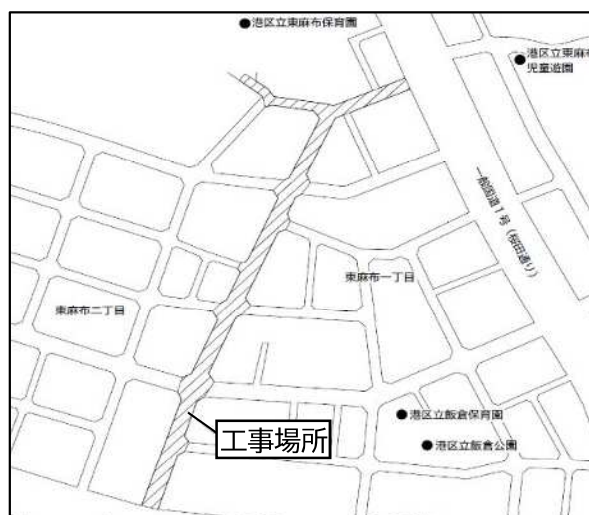 港区立東麻布保育園
港区立東麻布
児童遊園
一般国道1号(桜田通り)
東麻布一丁目
東麻布二丁目
港区立飯倉保育園
工事場所
港区立飯倉公園